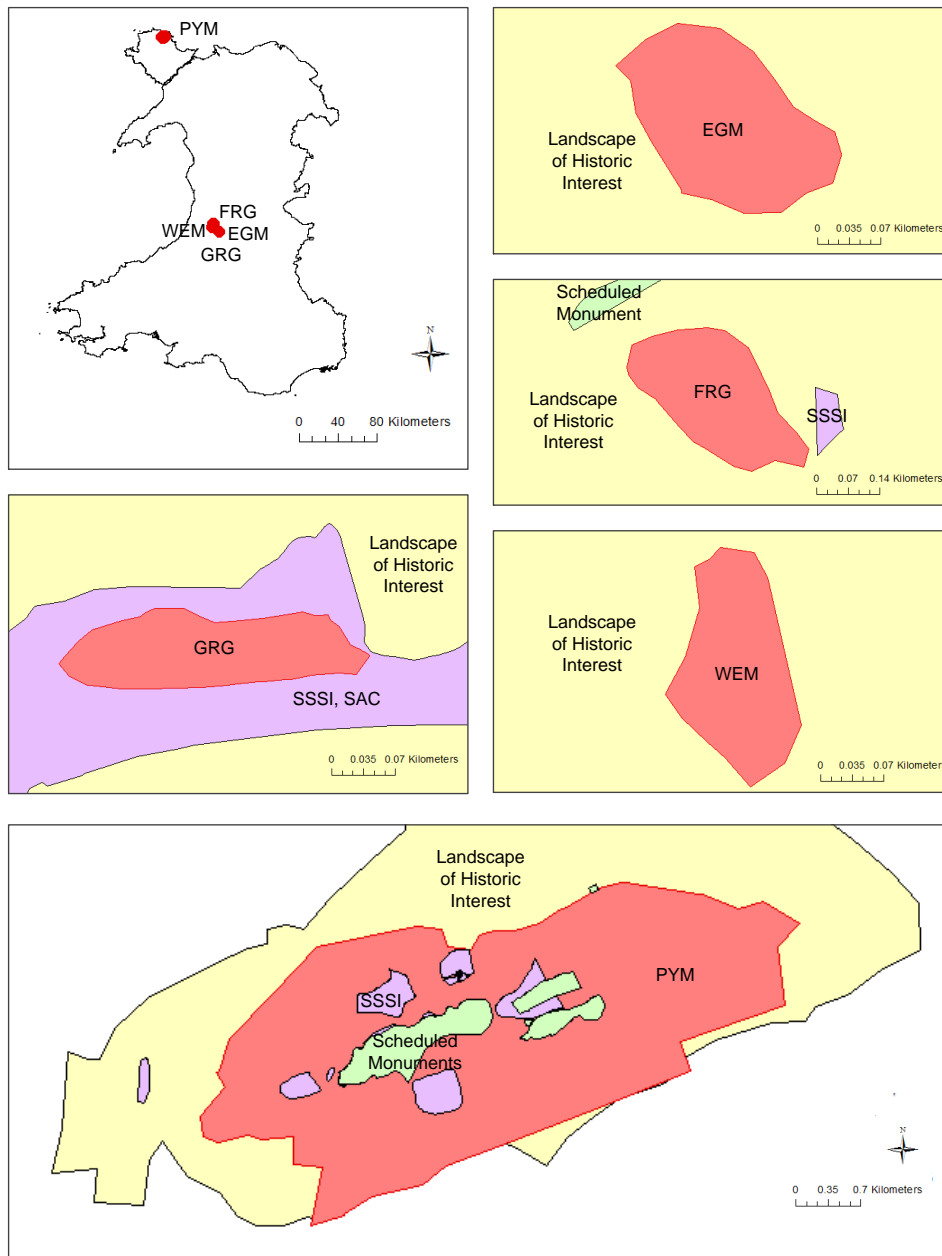 PYM
FRG
WEM
EGM
GRG
N
0 40 80 Kilometers
Landscape
of Historic
Interest
EGM
0 0.035 0.07 Kilometers
Scheduled
Monument
Landscape
of Historic
Interest
FRG
SSSI
0 0.07 0.14 Kilometers
Landscape
of Historic
Interest
GRG
SSSI, SAC
0 0.035 0.07 Kilometers
Landscape
of Historic
Interest
WEM
0 0.035 0.07 Kilometers
Landscape
of Historic
Interest
PYM
SSSI
Scheduled
Monuments
N
0 0.35 0.7 Kilometers